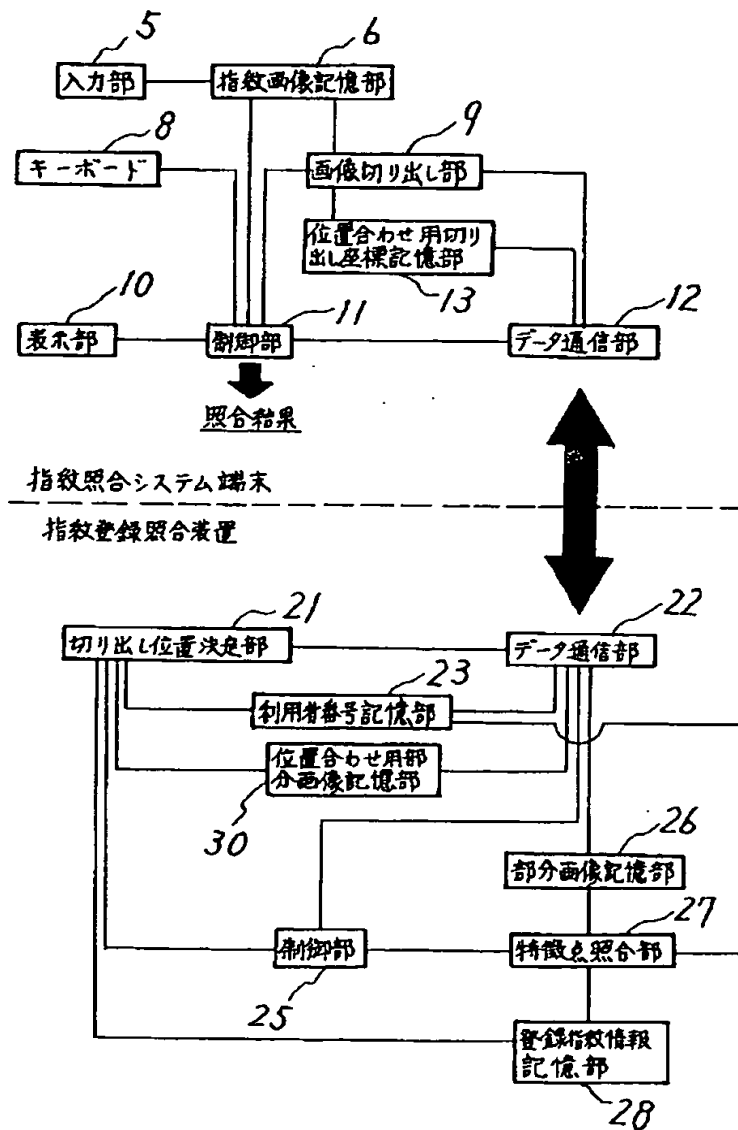 5
6
入力部
指紋画像記憶部
8
9
キーボード
画像切り出し部
位置合わせ用切り
出し座標記憶部
13
10
11
12
表示部
制御部
データ通信部
照合結果
指紋照合システム端末
指紋登録照合装置
21
22
切り出し位置決定部
データ通信部
23
利用者番号記憶部
位置合わせ用部
分画像記憶部
30
26
部分画像記憶部
27
制御部
特徴点照合部
25
登録指紋情報
記憶部
28